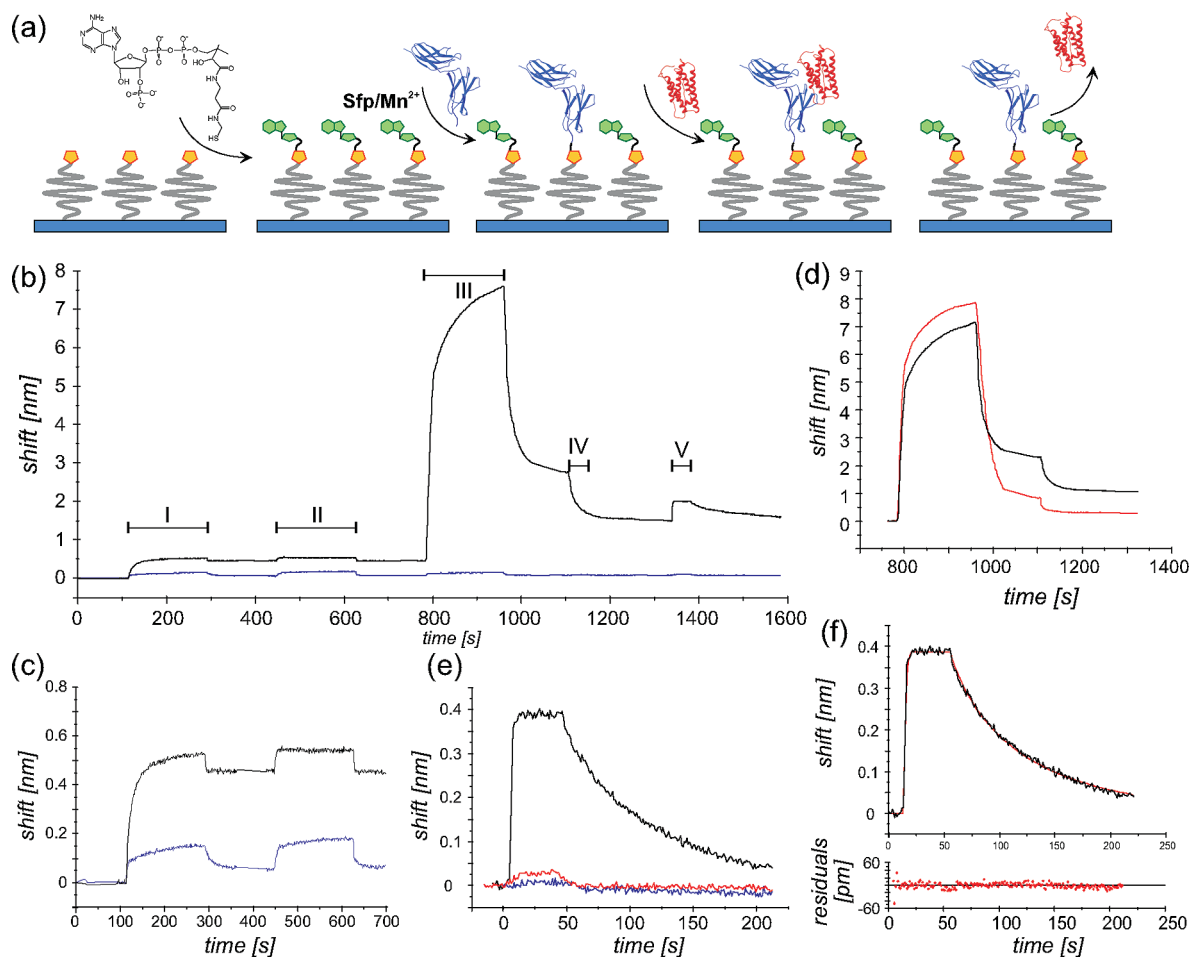 (a)
NH₂
N
N
N
N
O
O
P
O
O⁻
O
P
O
O⁻
O
OH
O
HN
O
HN
HS
OH
O
O⁻
P
O⁻
O
Sfp/Mn²⁺
(b)
8
7
6
5
4
3
2
1
0
shift [nm]
I
II
III
IV
V
0
200
400
600
800
1000
1200
1400
1600
time [s]
(d)
9
8
7
6
5
4
3
2
1
0
shift [nm]
800
1000
1200
1400
time [s]
(c)
0.8
0.6
0.4
0.2
0
shift [nm]
0
100
200
300
400
500
600
700
time [s]
(e)
0.4
0.3
0.2
0.1
0
shift [nm]
0
50
100
150
200
time [s]
(f)
0.4
0.3
0.2
0.1
0
shift [nm]
0
50
100
150
200
250
60
-60
residuals
[pm]
0
50
100
150
200
250
time [s]